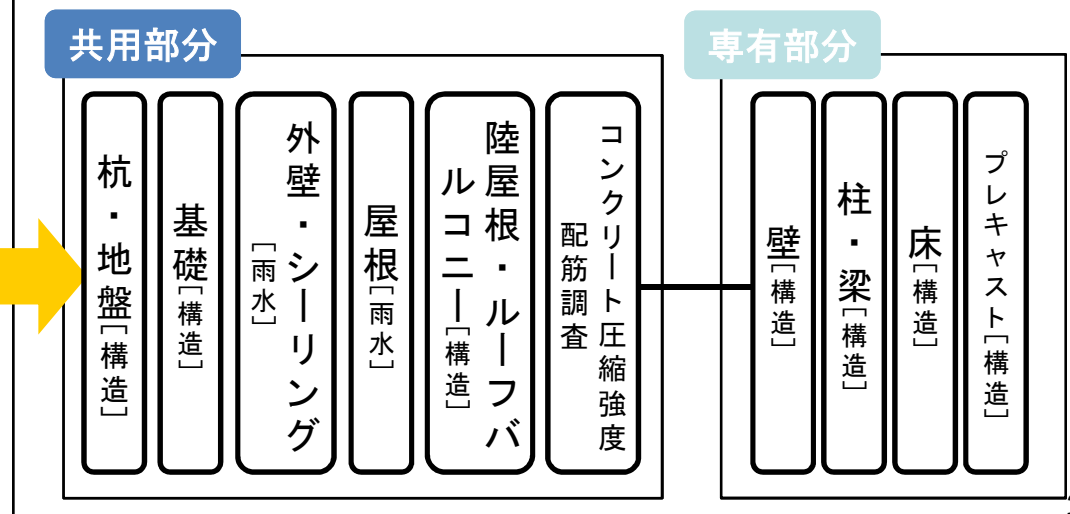 共用部分
杭・地盤[構造]
基礎[構造]
外壁・シーリング
[雨水]
屋根[雨水]
陸屋根・ルーフバ
ルコニー[構造]
コンクリート圧縮強度
配筋調査
専有部分
壁[構造]
柱・梁[構造]
床[構造]
プレキャスト[構造]